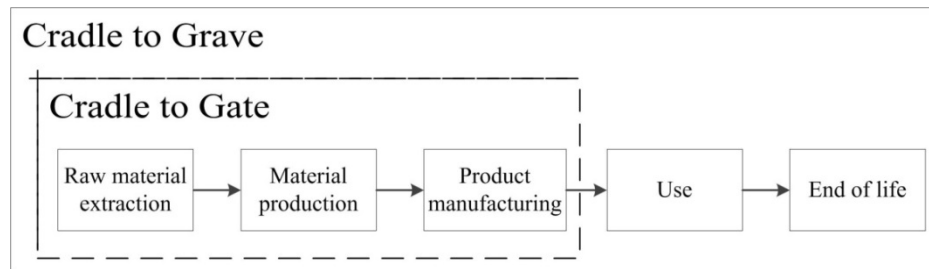 Cradle to Grave
Cradle to Gate
Raw material
extraction
Material
production
Product
manufacturing
Use
End of life